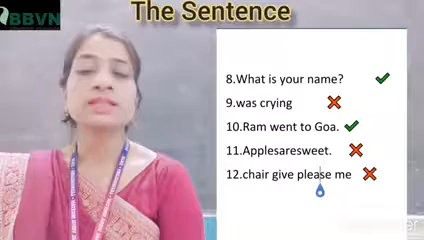 BBVN
The Sentence
8.What is your name?
9.was crying
10.Ram went to Goa.
11.Applesaresweet.
12.chair give please me